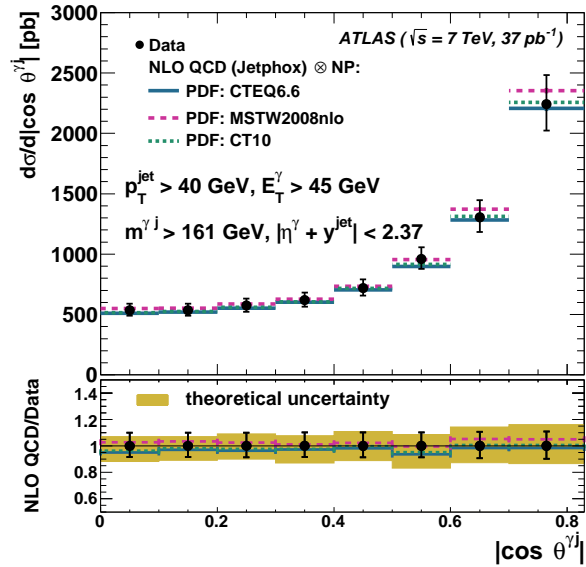 dσ/d|cos θ^γj| [pb]
3000
2500
2000
1500
1000
500
0
ATLAS ( √s = 7 TeV, 37 pb⁻¹)
Data
NLO QCD (Jetphox) ⊗ NP:
PDF: CTEQ6.6
PDF: MSTW2008nlo
PDF: CT10
p_T^jet > 40 GeV, E_T^γ > 45 GeV
m^γ j > 161 GeV, |η^γ + y^jet| < 2.37
NLO QCD/Data
1.4
1.2
1.0
0.8
0.6
theoretical uncertainty
0 0.2 0.4 0.6 0.8
|cos θ^γj|